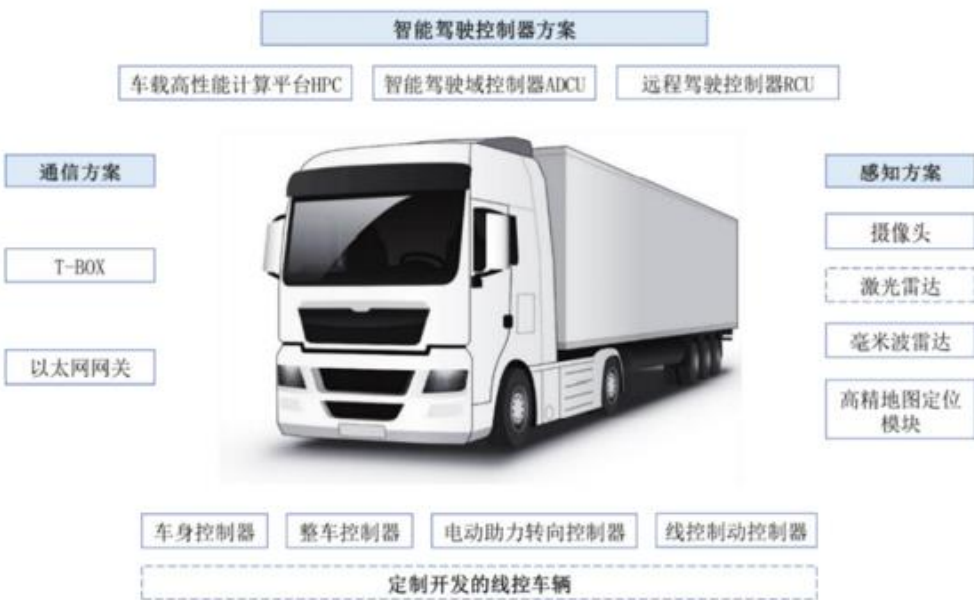 智能驾驶控制器方案
车载高性能计算平台HPC
智能驾驶域控制器ADCU
远程驾驶控制器RCU
通信方案
T-BOX
以太网网关
感知方案
摄像头
激光雷达
毫米波雷达
高精地图定位
模块
车身控制器
整车控制器
电动助力转向控制器
线控制动控制器
定制开发的线控车辆